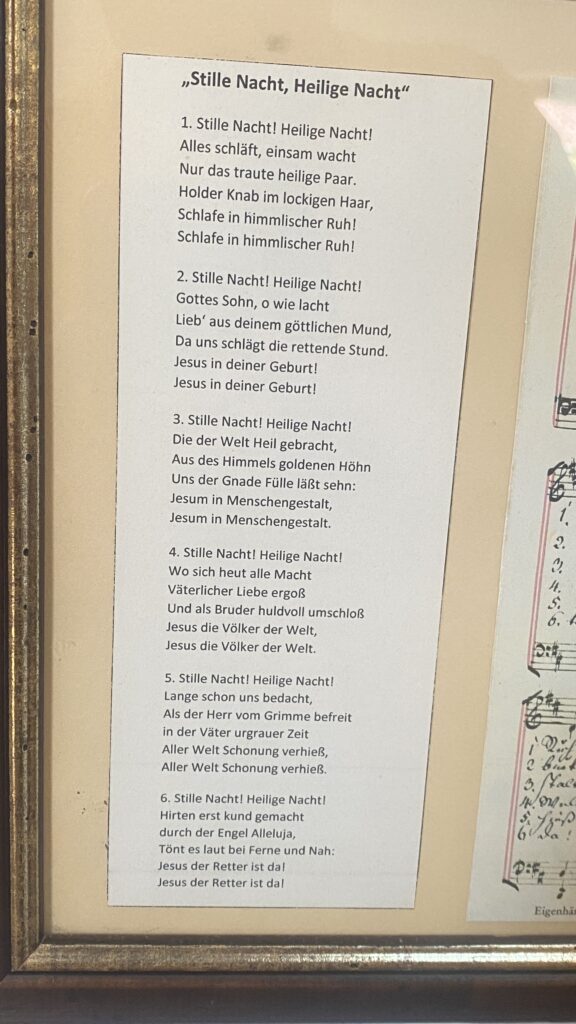 „Stille Nacht, Heilige Nacht“
1. Stille Nacht! Heilige Nacht!
Alles schläft, einsam wacht
Nur das traute heilige Paar.
Holder Knab im lockigen Haar,
Schlafe in himmlischer Ruh!
Schlafe in himmlischer Ruh!
2. Stille Nacht! Heilige Nacht!
Gottes Sohn, o wie lacht
Lieb‘ aus deinem göttlichen Mund,
Da uns schlägt die rettende Stund.
Jesus in deiner Geburt!
Jesus in deiner Geburt!
3. Stille Nacht! Heilige Nacht!
Die der Welt Heil gebracht,
Aus des Himmels goldenen Höhn
Uns der Gnade Fülle läßt sehn:
Jesum in Menschengestalt,
Jesum in Menschengestalt.
4. Stille Nacht! Heilige Nacht!
Wo sich heut alle Macht
Väterlicher Liebe ergoß
Und als Bruder huldvoll umschloß
Jesus die Völker der Welt,
Jesus die Völker der Welt.
5. Stille Nacht! Heilige Nacht!
Lange schon uns bedacht,
Als der Herr vom Grimme befreit
in der Väter urgrauer Zeit
Aller Welt Schonung verhieß,
Aller Welt Schonung verhieß.
6. Stille Nacht! Heilige Nacht!
Hirten erst kund gemacht
durch der Engel Alleluja,
Tönt es laut bei Ferne und Nah:
Jesus der Retter ist da!
Jesus der Retter ist da!
1.
2.
3.
4.
5.
6.